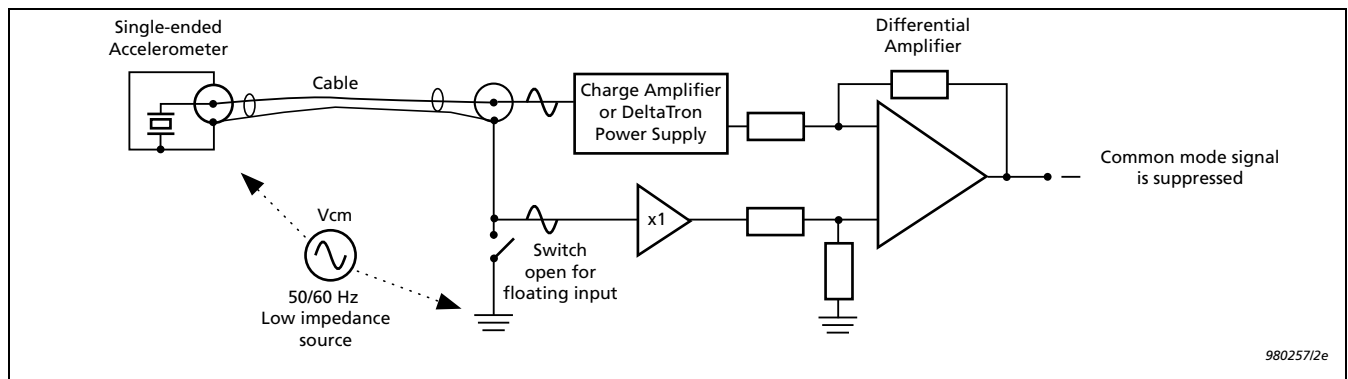 Single-ended
Accelerometer
Cable
Charge Amplifier
or DeltaTron
Power Supply
Differential
Amplifier
Common mode signal
is suppressed
Vcm
50/60 Hz
Low impedance
source
Switch
open for
floating input
x1
980257/2e